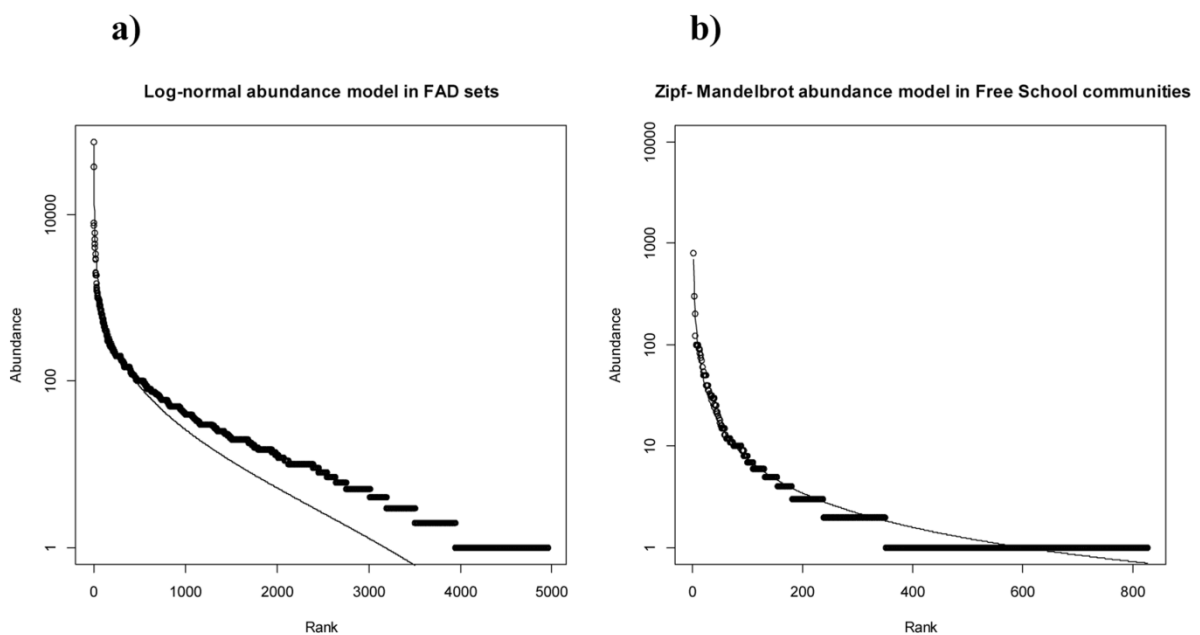 a)
Log-normal abundance model in FAD sets
Abundance
10000
100
1
0 1000 2000 3000 4000 5000
Rank
b)
Zipf- Mandelbrot abundance model in Free School communities
Abundance
10000
1000
100
10
1
0 200 400 600 800
Rank